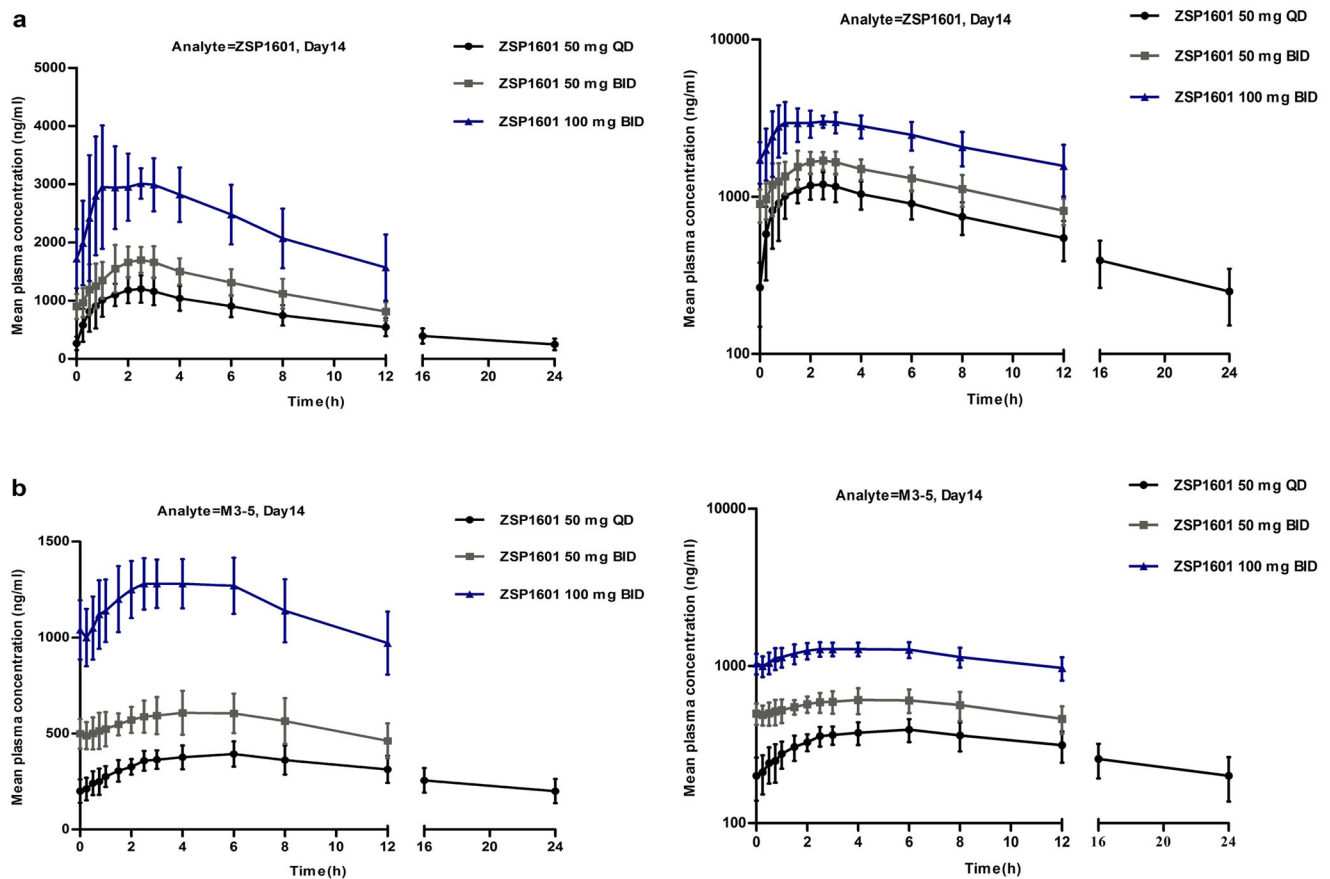 a
Analyte=ZSP1601, Day14
Mean plasma concentration (ng/ml)
5000
4000
3000
2000
1000
0
0 2 4 6 8 10 12 16 20 24
Time(h)
ZSP1601 50 mg QD
ZSP1601 50 mg BID
ZSP1601 100 mg BID
Analyte=ZSP1601, Day14
Mean plasma concentration (ng/ml)
10000
1000
100
0 2 4 6 8 10 12 16 20 24
Time(h)
ZSP1601 50 mg QD
ZSP1601 50 mg BID
ZSP1601 100 mg BID
b
Analyte=M3-5, Day14
Mean plasma concentration (ng/ml)
1500
1000
500
0
0 2 4 6 8 10 12 16 20 24
Time(h)
ZSP1601 50 mg QD
ZSP1601 50 mg BID
ZSP1601 100 mg BID
Analyte=M3-5, Day14
Mean plasma concentration (ng/ml)
10000
1000
100
0 2 4 6 8 10 12 16 20 24
Time(h)
ZSP1601 50 mg QD
ZSP1601 50 mg BID
ZSP1601 100 mg BID